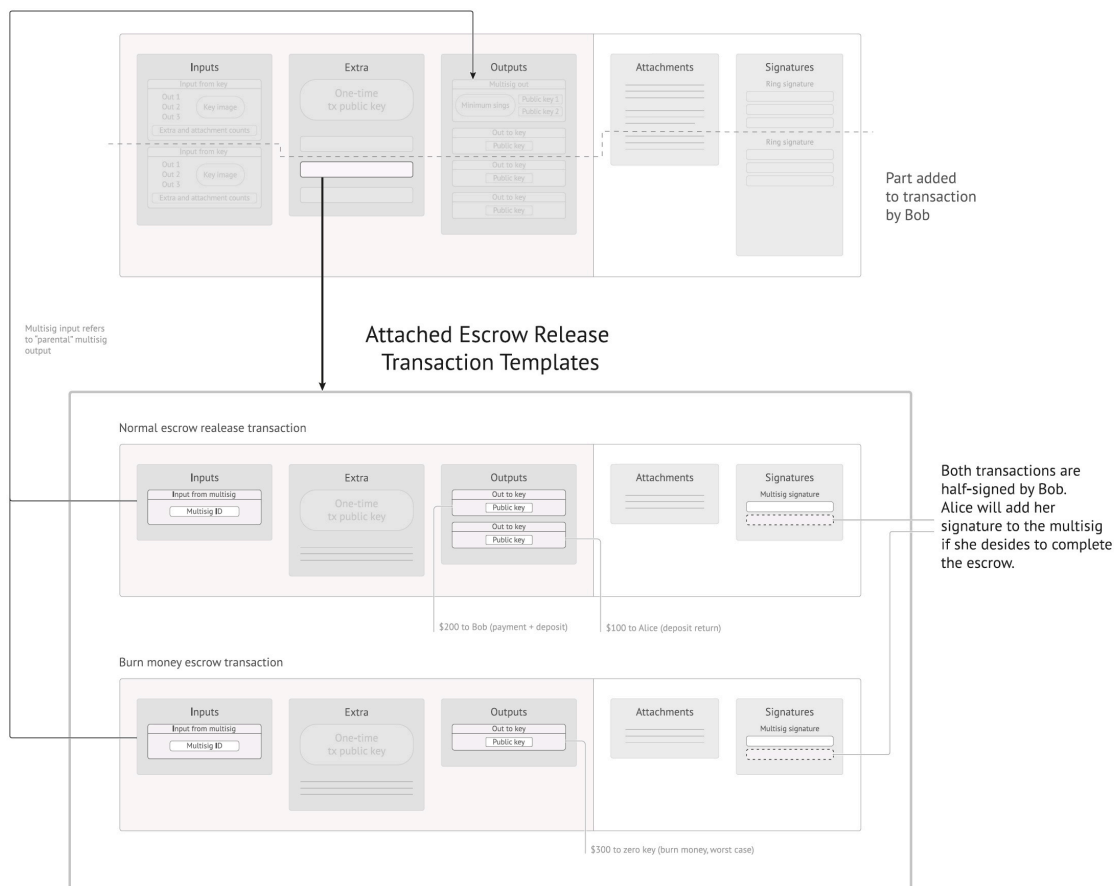 Inputs
Input from key
Out 1
Out 2
Out 3
Key image
Extra and attachment counts
Input from key
Out 1
Out 2
Out 3
Key image
Extra and attachment counts
Extra
One-time
tx public key
Outputs
Multisig out
Minimum sings
Public key 1
Public key 2
Out to key
Public key
Out to key
Public key
Out to key
Public key
Attachments
Signatures
Ring signature
Ring signature
Part added
to transaction
by Bob
Multisig input refers
to "parental" multisig
output
Attached Escrow Release
Transaction Templates
Normal escrow realease transaction
Inputs
Input from multisig
Multisig ID
Extra
One-time
tx public key
Outputs
Out to key
Public key
Out to key
Public key
Attachments
Signatures
Multisig signature
Both transactions are
half-signed by Bob.
Alice will add her
signature to the multisig
if she desides to complete
the escrow.
$200 to Bob (payment + deposit)
$100 to Alice (deposit return)
Burn money escrow transaction
Inputs
Input from multisig
Multisig ID
Extra
One-time
tx public key
Outputs
Out to key
Public key
Attachments
Signatures
Multisig signature
$300 to zero key (burn money, worst case)